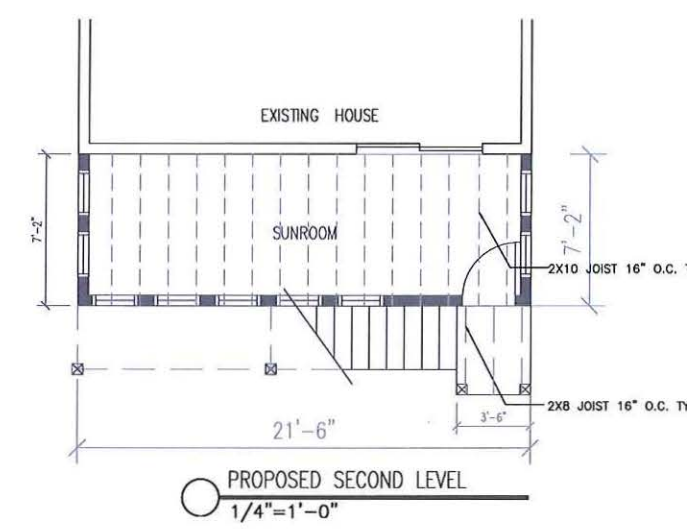 EXISTING HOUSE
7'-2"
SUNROOM
7'-2"
2X10 JOIST 16" O.C.
2X8 JOIST 16" O.C.
3'-6"
21'-6"
PROPOSED SECOND LEVEL
1/4"=1'-0"